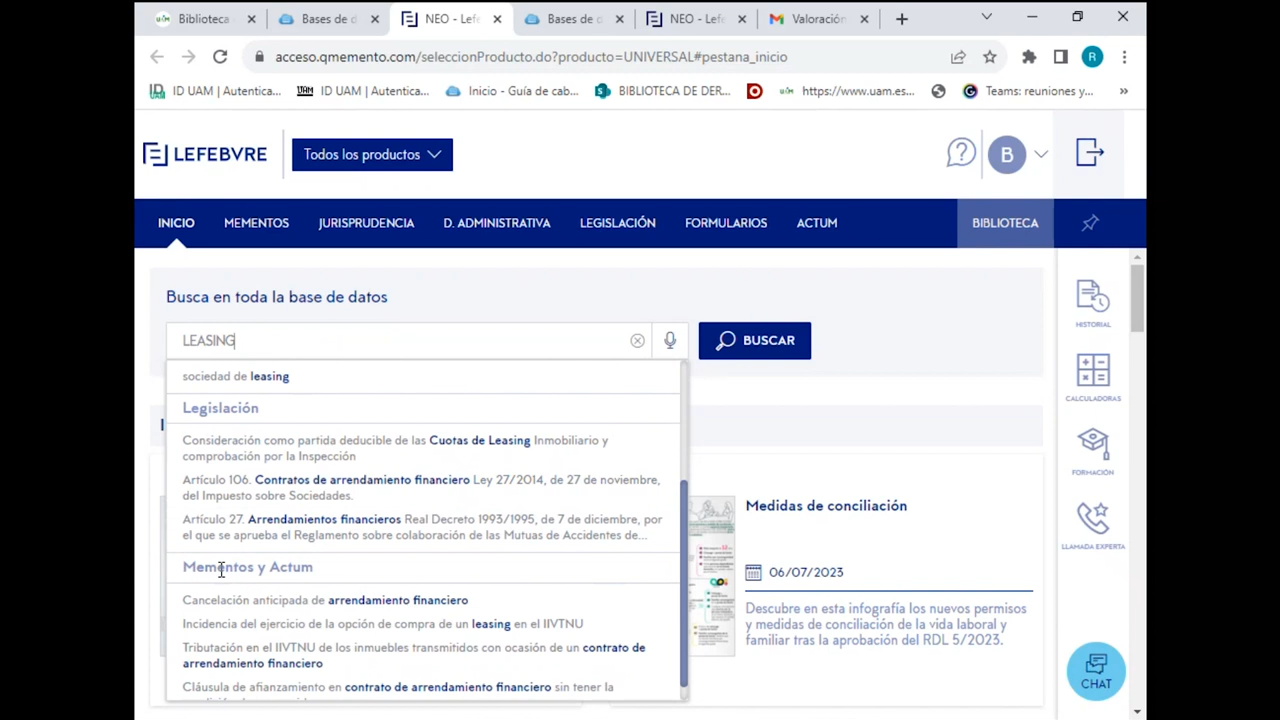 Biblioteca
Bases de d
NEO - Lefe
Bases de d
NEO - Lefe
Valoración
acceso.qmemento.com/seleccionProducto.do?producto=UNIVERSAL#pestana_inicio
R
ID UAM | Autentica...
UAM ID UAM | Autentica...
Inicio - Guía de cab...
BIBLIOTECA DE DER...
https://www.uam.es...
Teams: reuniones y...
»
LEFEBVRE
Todos los productos
B
INICIO
MEMENTOS
JURISPRUDENCIA
D. ADMINISTRATIVA
LEGISLACIÓN
FORMULARIOS
ACTUM
BIBLIOTECA
Busca en toda la base de datos
LEASING
BUSCAR
sociedad de leasing
Legislación
Consideración como partida deducible de las Cuotas de Leasing Inmobiliario y
comprobación por la Inspección
Artículo 106. Contratos de arrendamiento financiero Ley 27/2014, de 27 de noviembre,
del Impuesto sobre Sociedades.
Artículo 27. Arrendamientos financieros Real Decreto 1993/1995, de 7 de diciembre, por
el que se aprueba el Reglamento sobre colaboración de las Mutuas de Accidentes de...
Mementos y Actum
Cancelación anticipada de arrendamiento financiero
Incidencia del ejercicio de la opción de compra de un leasing en el IIVTNU
Tributación en el IIVTNU de los inmuebles transmitidos con ocasión de un contrato de
arrendamiento financiero
Cláusula de afianzamiento en contrato de arrendamiento financiero sin tener la
Medidas de conciliación
06/07/2023
Descubre en esta infografía los nuevos permisos
y medidas de conciliación de la vida laboral y
familiar tras la aprobación del RDL 5/2023.
HISTORIAL
CALCULADORAS
FORMACIÓN
LLAMADA EXPERTA
CHAT